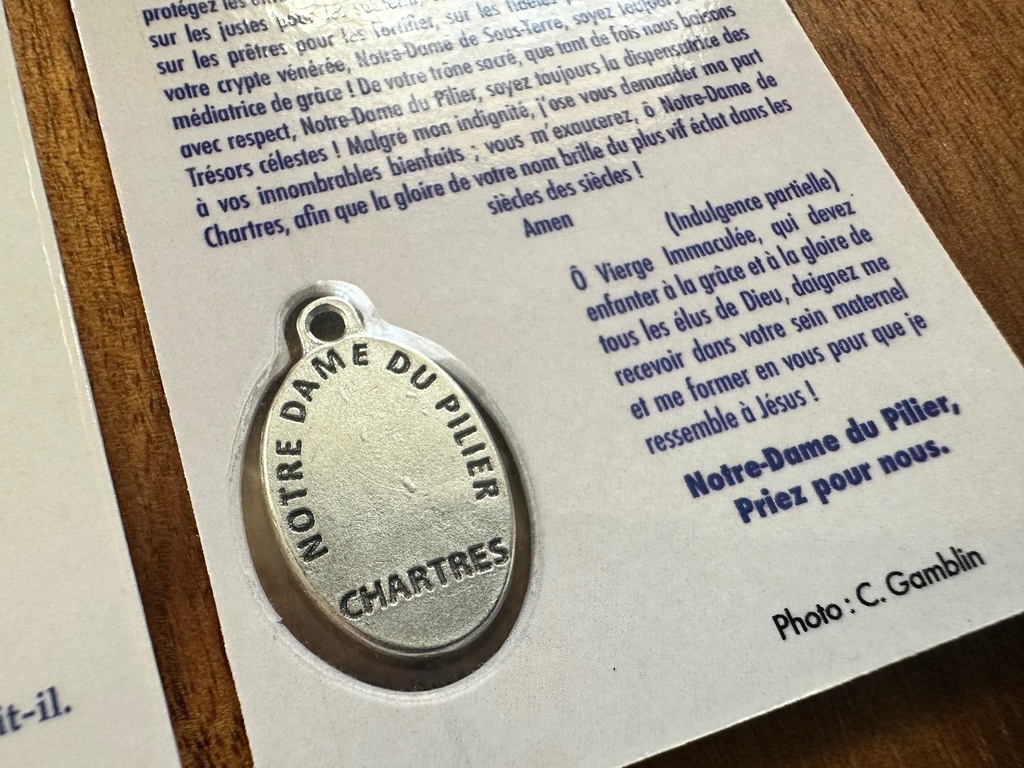 protégez les
sur les justes pour les
sur les prêtres pour les fortifier, sur les fidèles
votre crypte vénérée, Notre-Dame de Sous-Terre, soyez toujours
médiatrice de grâce ! De votre trône sacré, que tant de fois nous baisons
avec respect, Notre-Dame du Pilier, soyez toujours la dispensatrice des
Trésors célestes ! Malgré mon indignité, j'ose vous demander ma part
à vos innombrables bienfaits ; vous m'exaucerez, ô Notre-Dame de
Chartres, afin que la gloire de votre nom brille du plus vif éclat dans les
siècles des siècles !
Amen
(Indulgence partielle)
Ô Vierge Immaculée, qui devez
enfanter à la grâce et à la gloire de
tous les élus de Dieu, daignez me
recevoir dans votre sein maternel
et me former en vous pour que je
ressemble à Jésus !
Notre-Dame du Pilier,
Priez pour nous.
Photo : C. Gamblin
NOTRE DAME DU PILIER
CHARTRES
it-il.